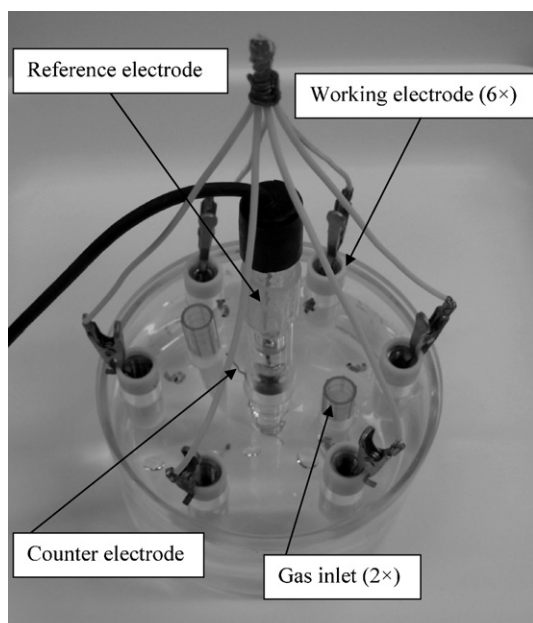 Reference electrode
Working electrode (6×)
Counter electrode
Gas inlet (2×)